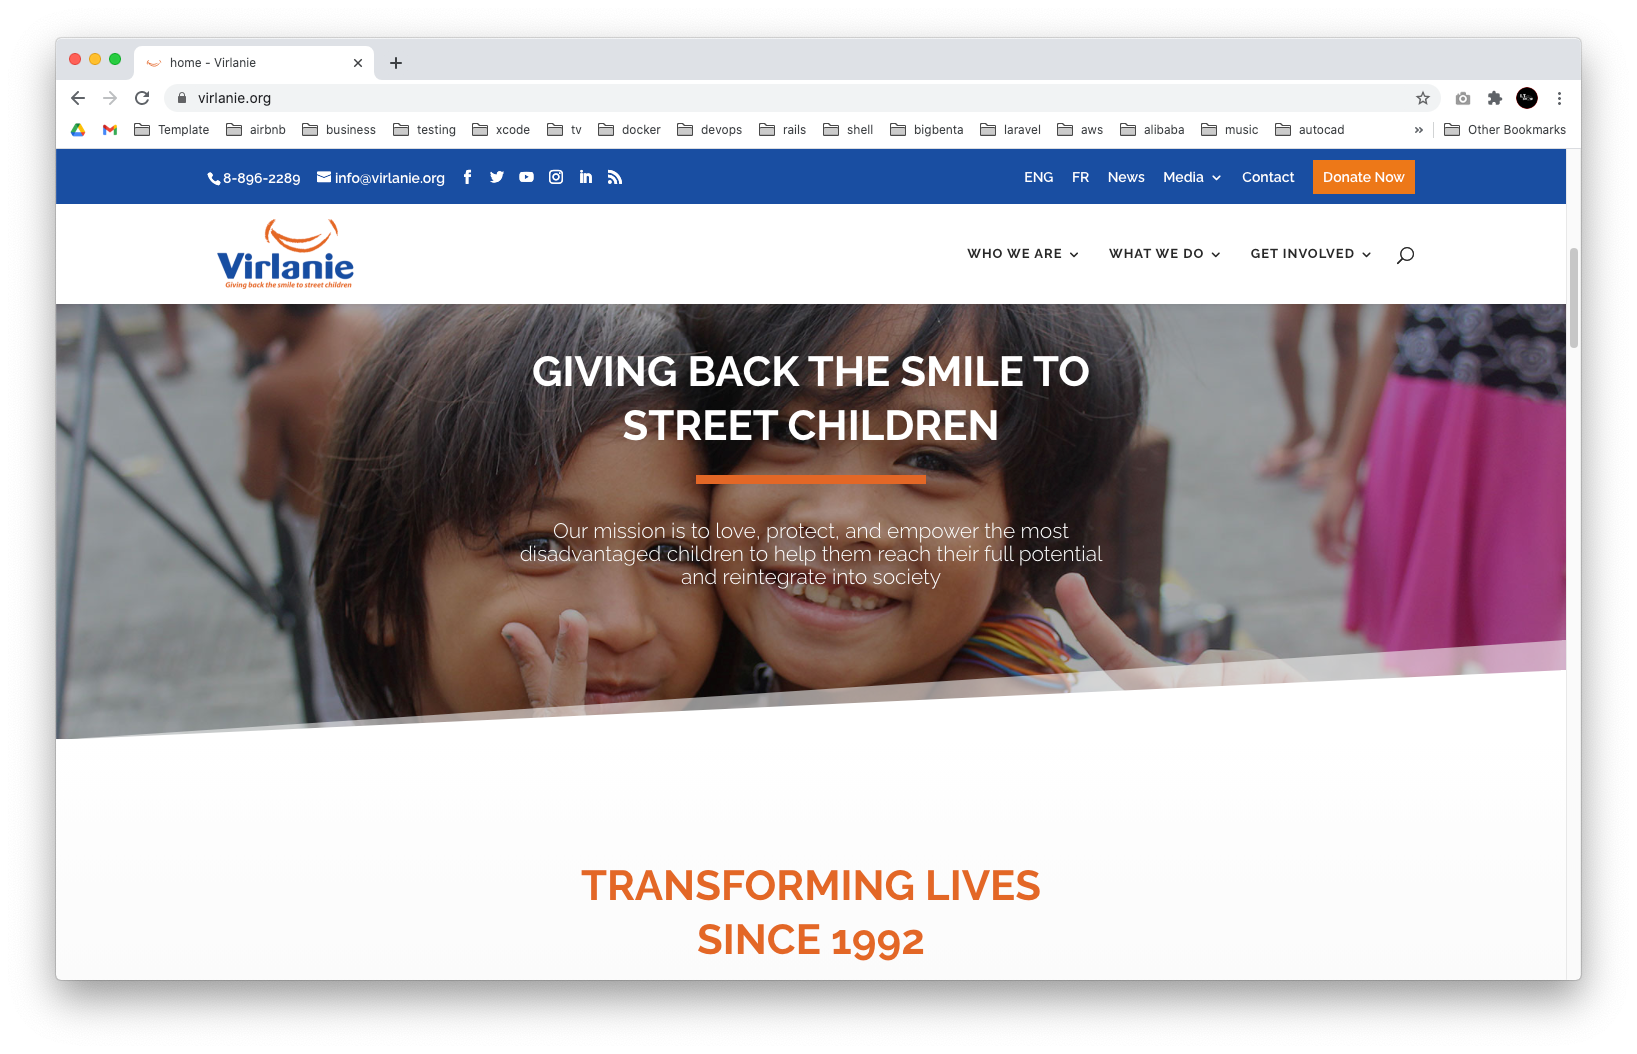 home - Virlanie
virlanie.org
Template airbnb business testing xcode tv docker devops rails shell bigbenta laravel aws alibaba music autocad » Other Bookmarks
8-896-2289 info@virlanie.org ENG FR News Media Contact Donate Now
Virlanie
Giving back the smile to street children
WHO WE ARE WHAT WE DO GET INVOLVED
GIVING BACK THE SMILE TO
STREET CHILDREN
Our mission is to love, protect, and empower the most
disadvantaged children to help them reach their full potential
and reintegrate into society
TRANSFORMING LIVES
SINCE 1992